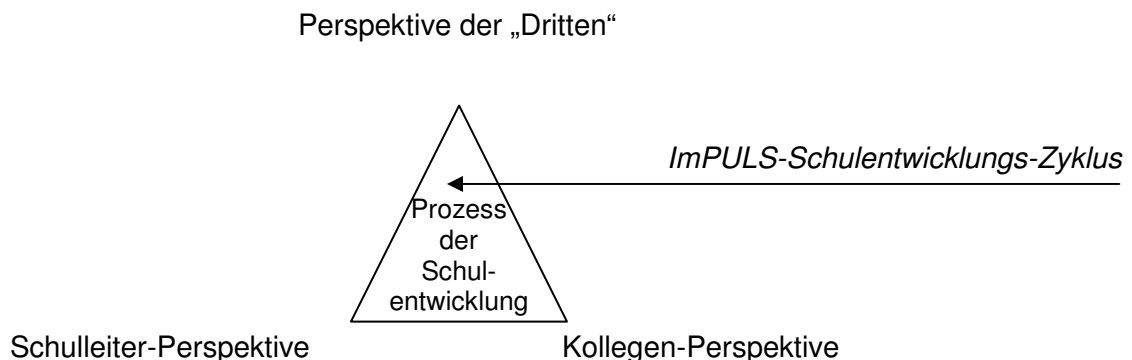 Perspektive der „Dritten“
ImPULS-Schulentwicklungs-Zyklus
Prozess
der
Schul-
entwicklung
Schulleiter-Perspektive
Kollegen-Perspektive